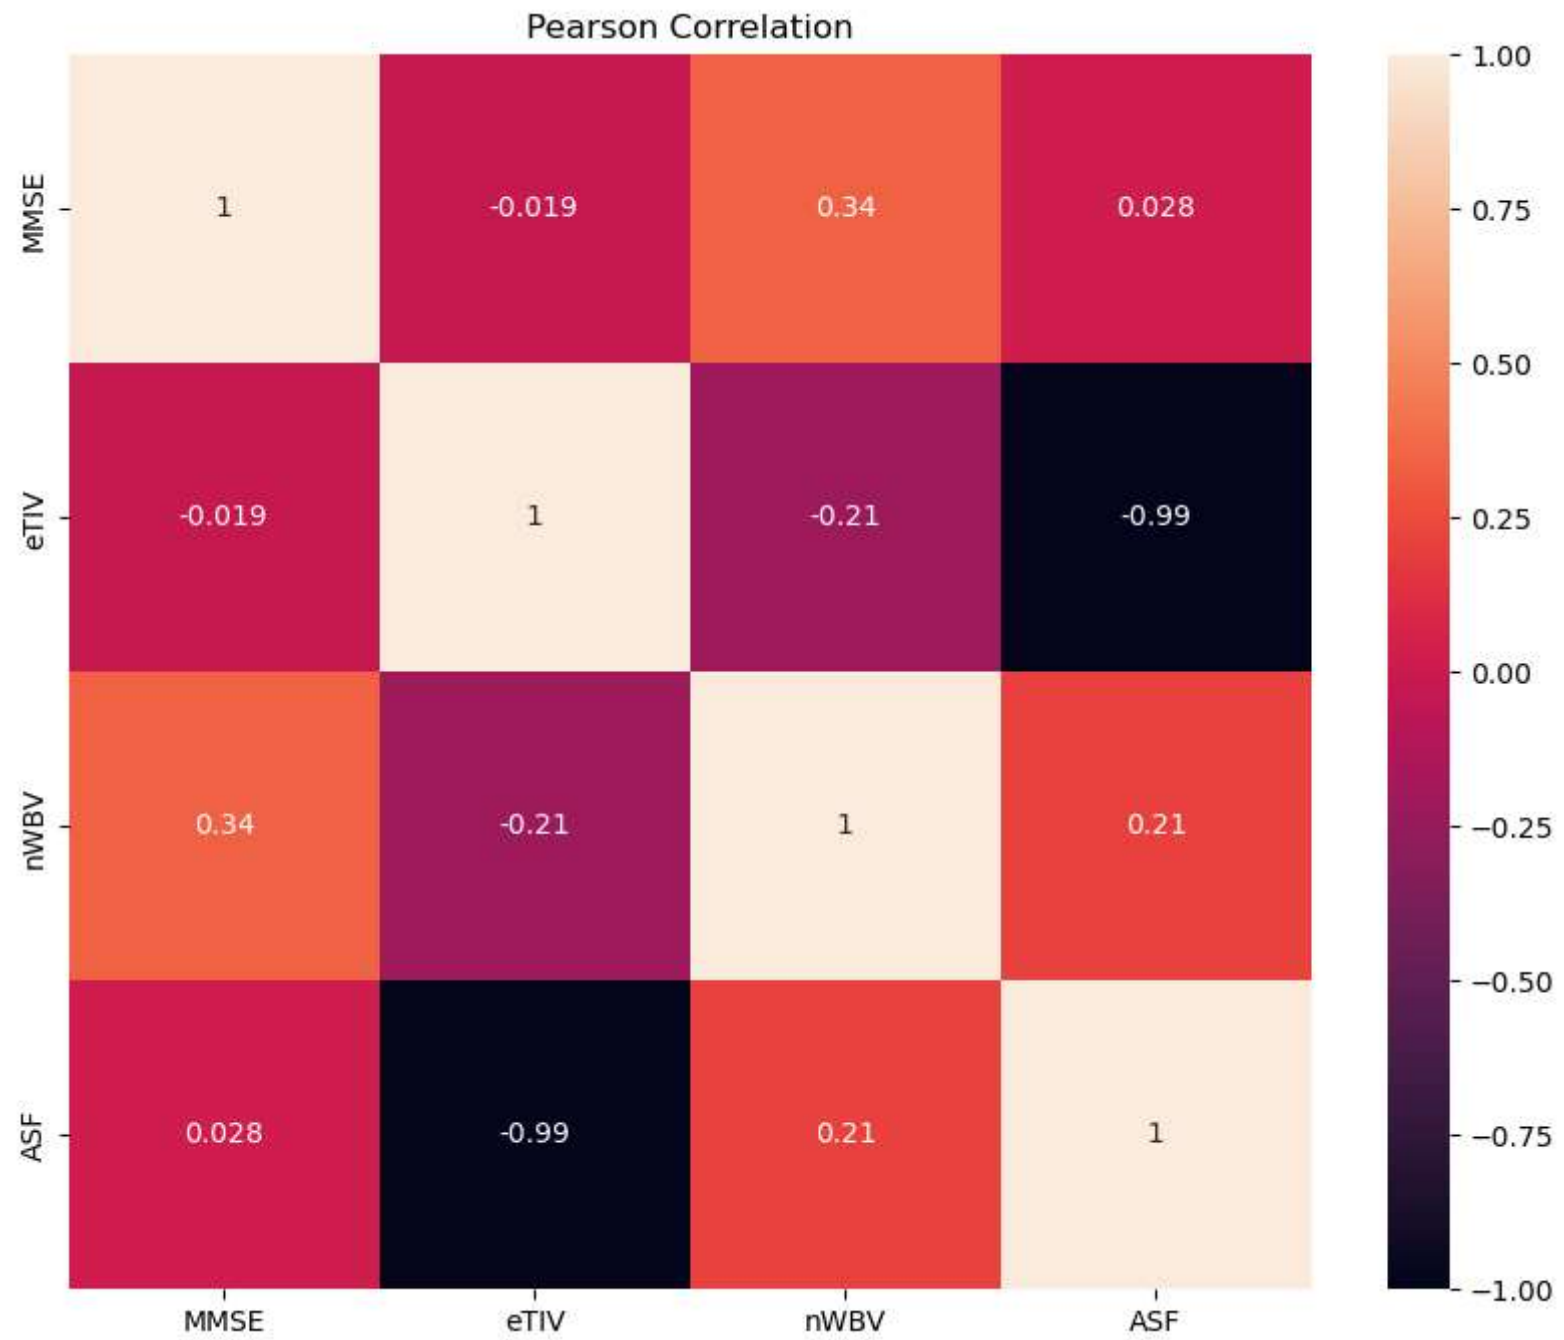 Pearson Correlation
MMSE 1 -0.019 0.34 0.028
eTIV -0.019 1 -0.21 -0.99
nWBV 0.34 -0.21 1 0.21
ASF 0.028 -0.99 0.21 1
MMSE eTIV nWBV ASF
1.00
0.75
0.50
0.25
0.00
−0.25
−0.50
−0.75
−1.00